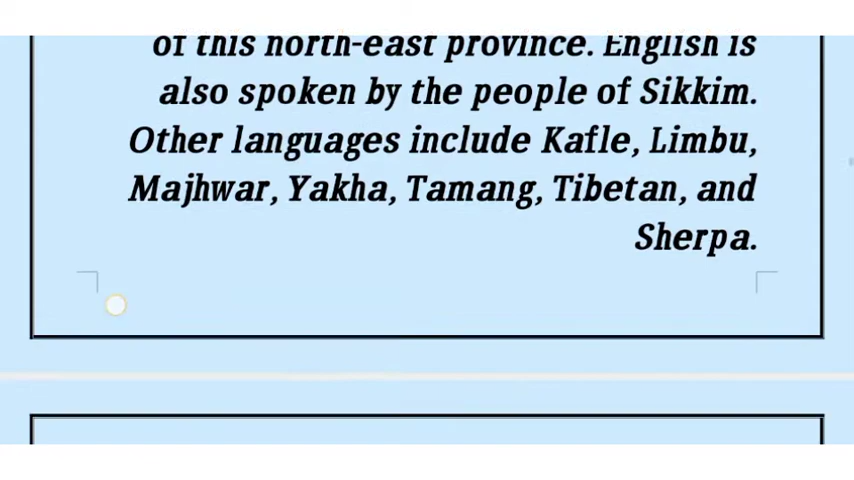 of this north-east province. English is
also spoken by the people of Sikkim.
Other languages include Kafle, Limbu,
Majhwar, Yakha, Tamang, Tibetan, and
Sherpa.